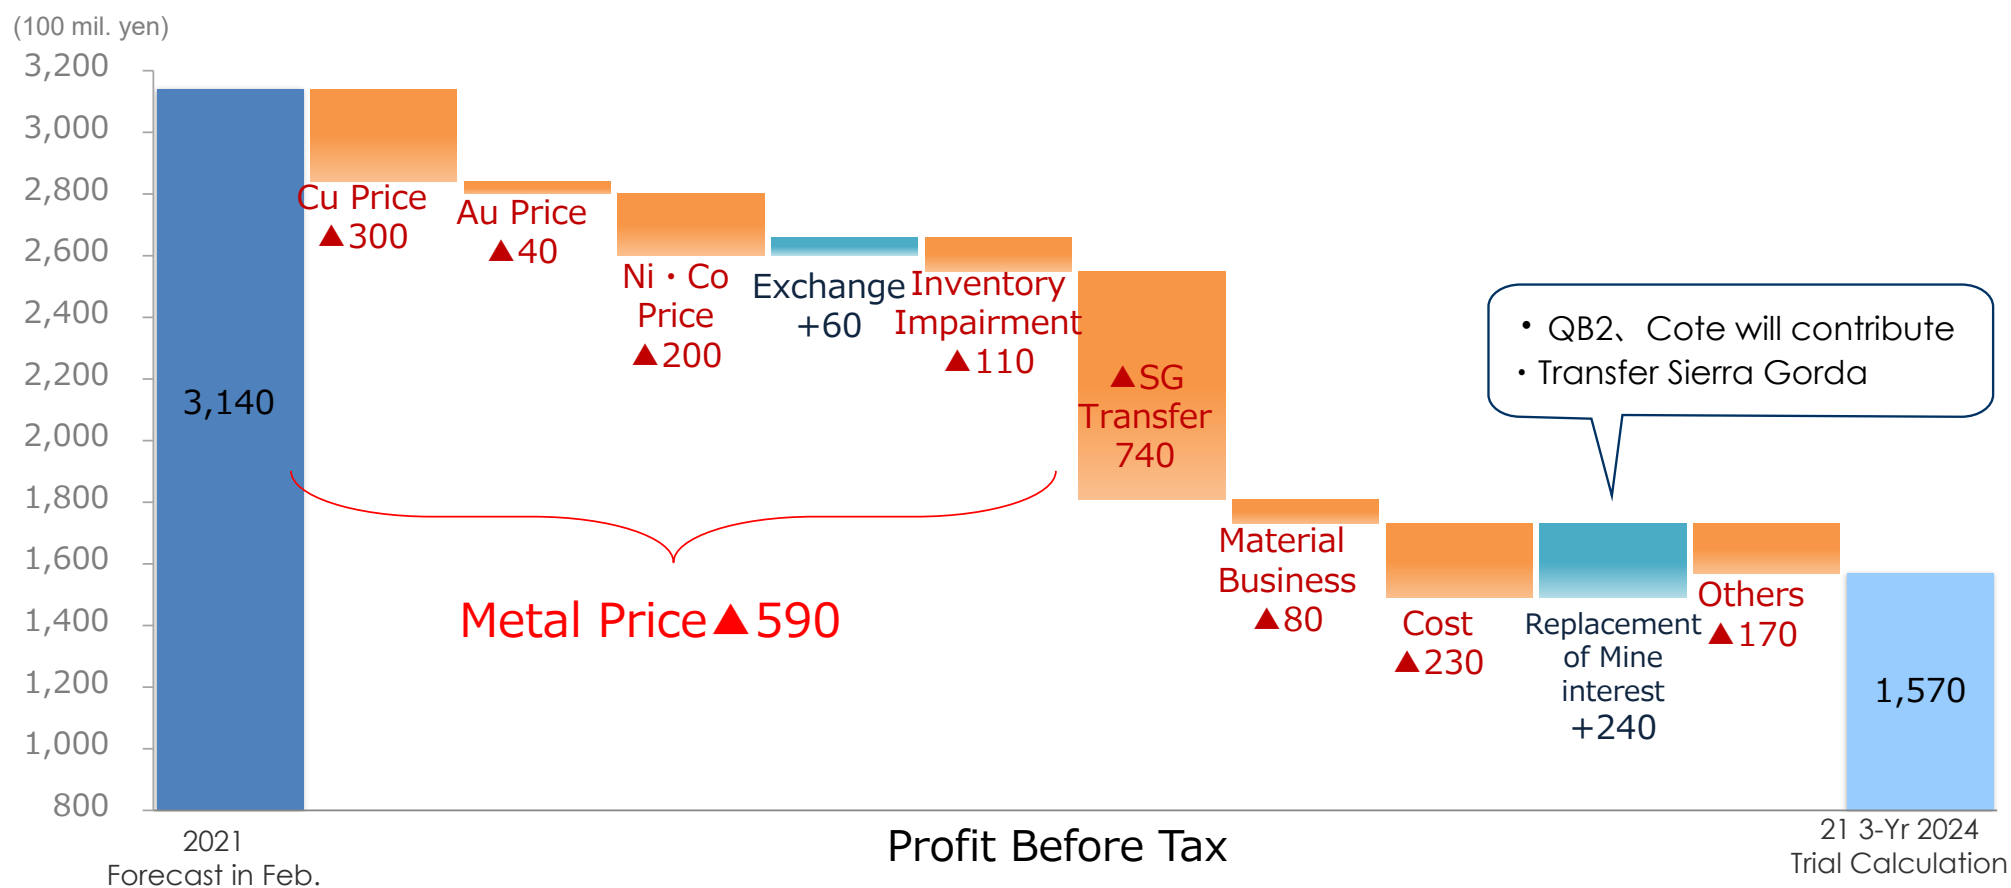 (100 mil. yen)
3,200
3,000
2,800
2,600
2,400
2,200
2,000
1,800
1,600
1,400
1,200
1,000
800
3,140
Cu Price
▲300
Au Price
▲40
Ni・Co
Price
▲200
Exchange
+60
Inventory
Impairment
▲110
▲SG
Transfer
740
Metal Price▲590
Material
Business
▲80
Cost
▲230
• QB2、Cote will contribute
・Transfer Sierra Gorda
Replacement
of Mine
interest
+240
Others
▲170
1,570
2021
Forecast in Feb.
Profit Before Tax
21 3-Yr 2024
Trial Calculation